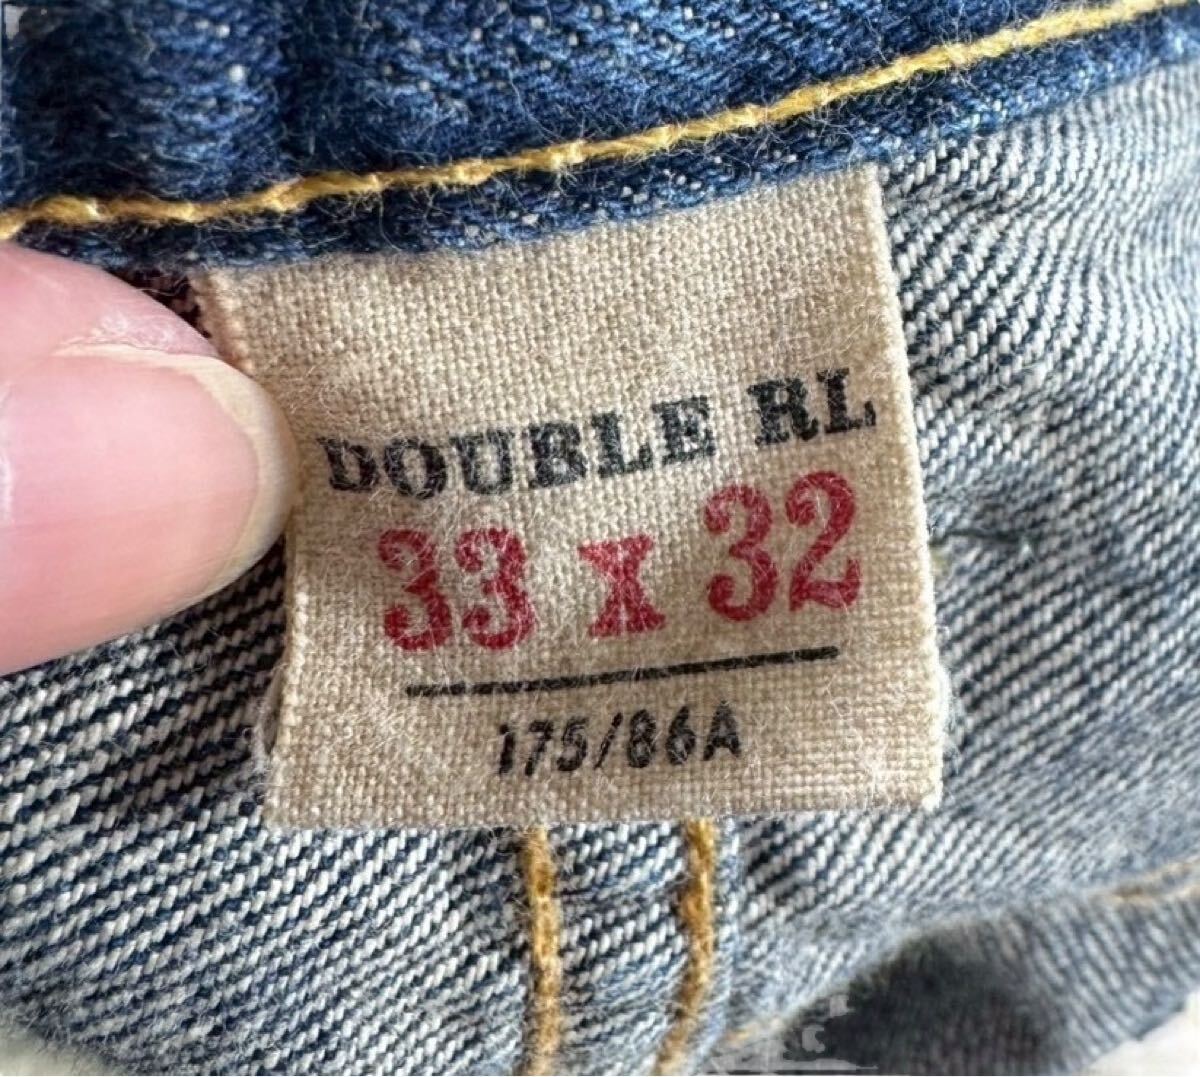 DOUBLE RL
33 x 32
175/86A